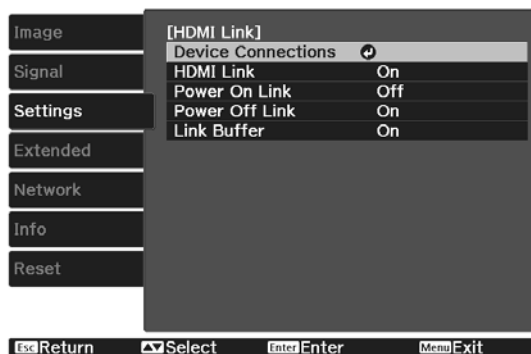 Image
Signal
Settings
Extended
Network
Info
Reset
[HDMI Link]
Device Connections
HDMI Link On
Power On Link Off
Power Off Link On
Link Buffer On
Esc Return Select Enter Enter Menu Exit